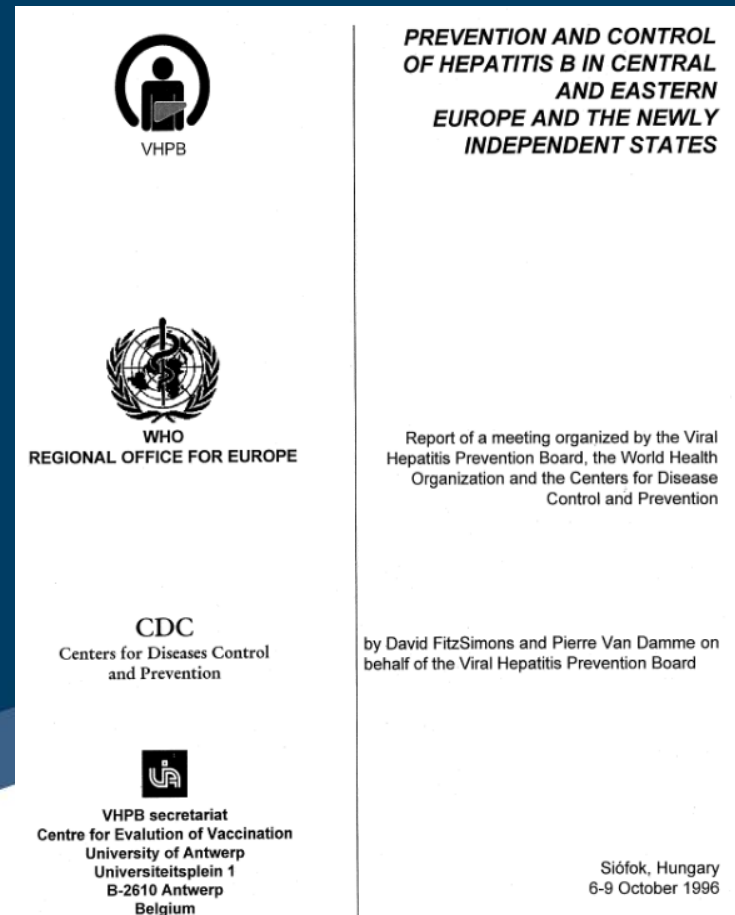 VHPB
WHO
REGIONAL OFFICE FOR EUROPE
CDC
Centers for Diseases Control
and Prevention
UIA
VHPB secretariat
Centre for Evalution of Vaccination
University of Antwerp
Universiteitsplein 1
B-2610 Antwerp
Belgium
PREVENTION AND CONTROL
OF HEPATITIS B IN CENTRAL
AND EASTERN
EUROPE AND THE NEWLY
INDEPENDENT STATES
Report of a meeting organized by the Viral
Hepatitis Prevention Board, the World Health
Organization and the Centers for Disease
Control and Prevention
by David FitzSimons and Pierre Van Damme on
behalf of the Viral Hepatitis Prevention Board
Siófok, Hungary
6-9 October 1996